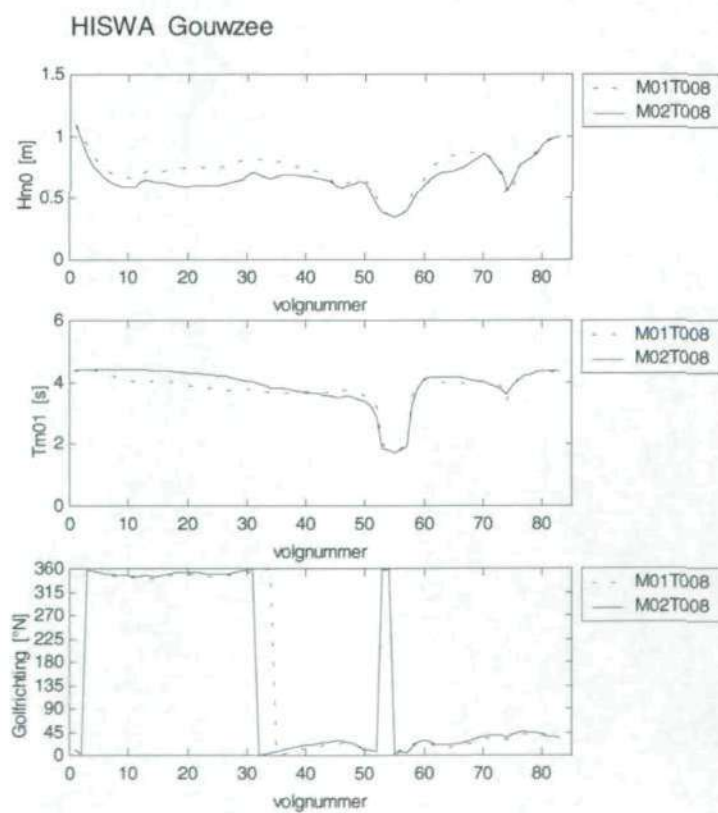 HISWA Gouwzee
1.5
1
0.5
0
Hm0 [m]
0 10 20 30 40 50 60 70 80
volgnummer
M01T008
M02T008
6
4
2
0
Tm01 [s]
0 10 20 30 40 50 60 70 80
volgnummer
M01T008
M02T008
360
315
270
225
180
135
90
45
0
Golfrichting [°N]
0 10 20 30 40 50 60 70 80
volgnummer
M01T008
M02T008